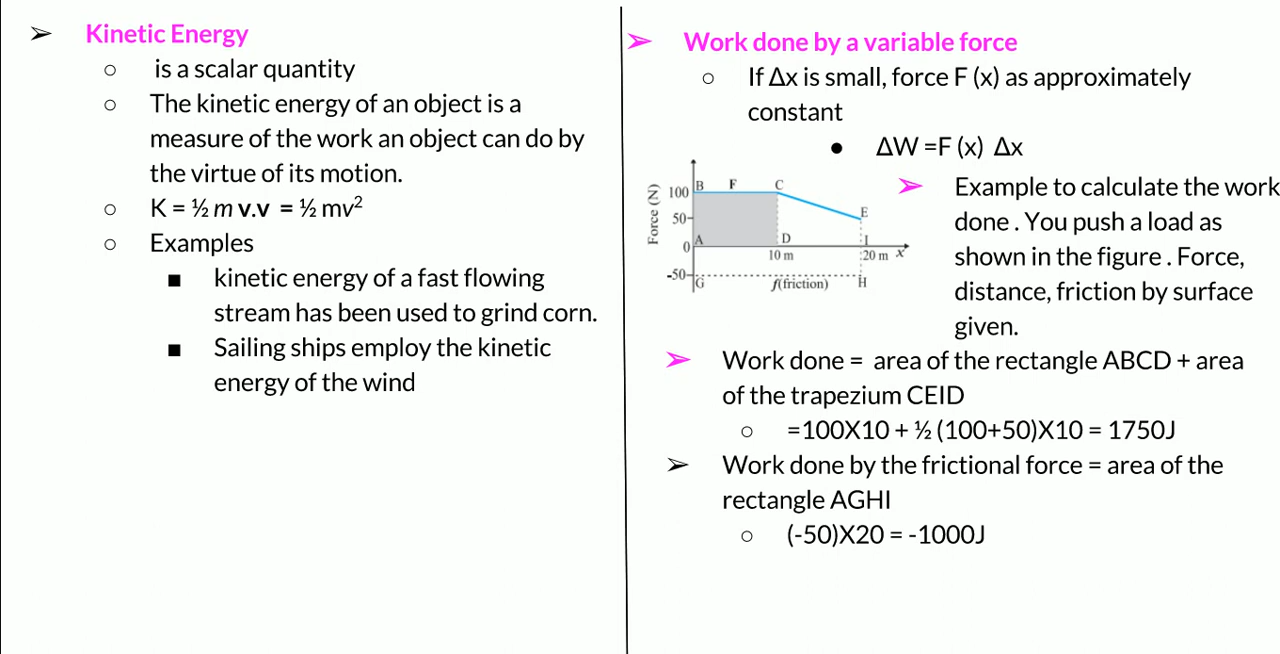 ➢ Kinetic Energy
○ is a scalar quantity
○ The kinetic energy of an object is a
measure of the work an object can do by
the virtue of its motion.
○ K = ½ m v.v = ½ mv²
○ Examples
■ kinetic energy of a fast flowing
stream has been used to grind corn.
■ Sailing ships employ the kinetic
energy of the wind
➢ Work done by a variable force
○ If Δx is small, force F (x) as approximately
constant
● ΔW =F (x) Δx
Force (N)
100 B F C
50 E
0 A D I
10 m 20 m x
-50 G f(friction) H
➢ Example to calculate the work
done . You push a load as
shown in the figure . Force,
distance, friction by surface
given.
➢ Work done = area of the rectangle ABCD + area
of the trapezium CEID
○ =100X10 + ½ (100+50)X10 = 1750J
➢ Work done by the frictional force = area of the
rectangle AGHI
○ (-50)X20 = -1000J